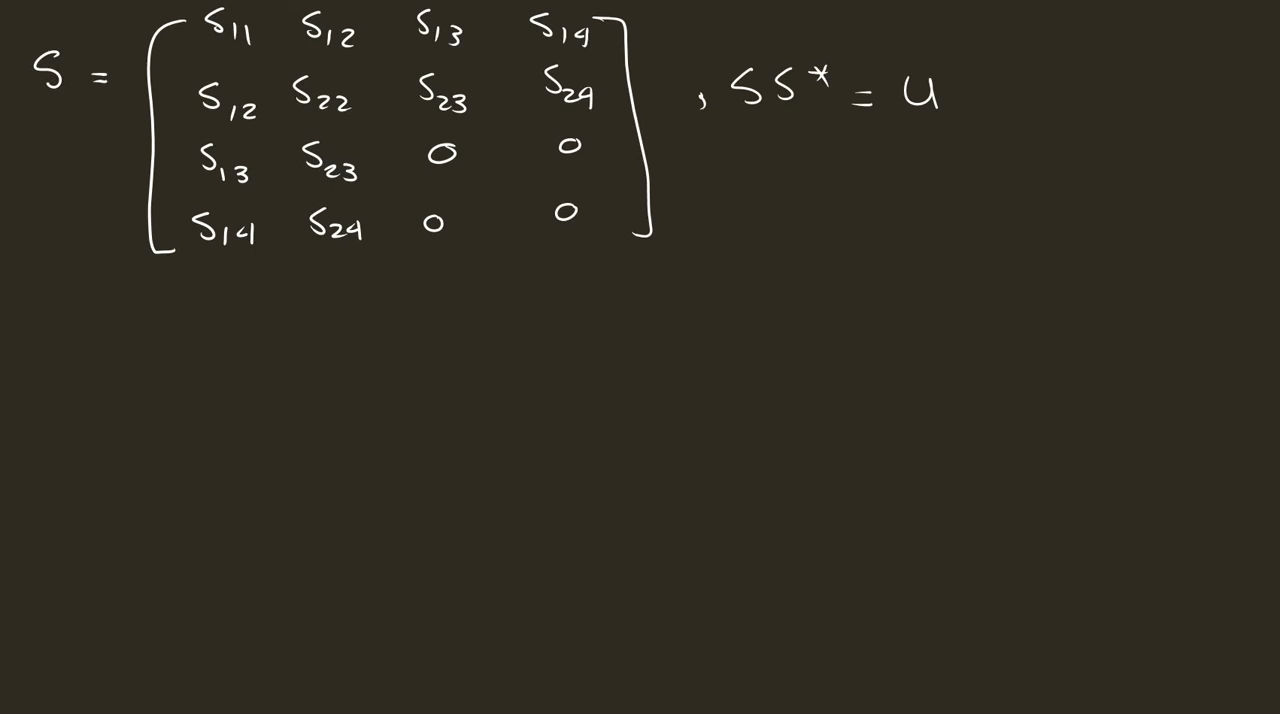 S = [ S11 S12 S13 S14
S12 S22 S23 S24
S13 S23 0 0
S14 S24 0 0 ] , SS* = U